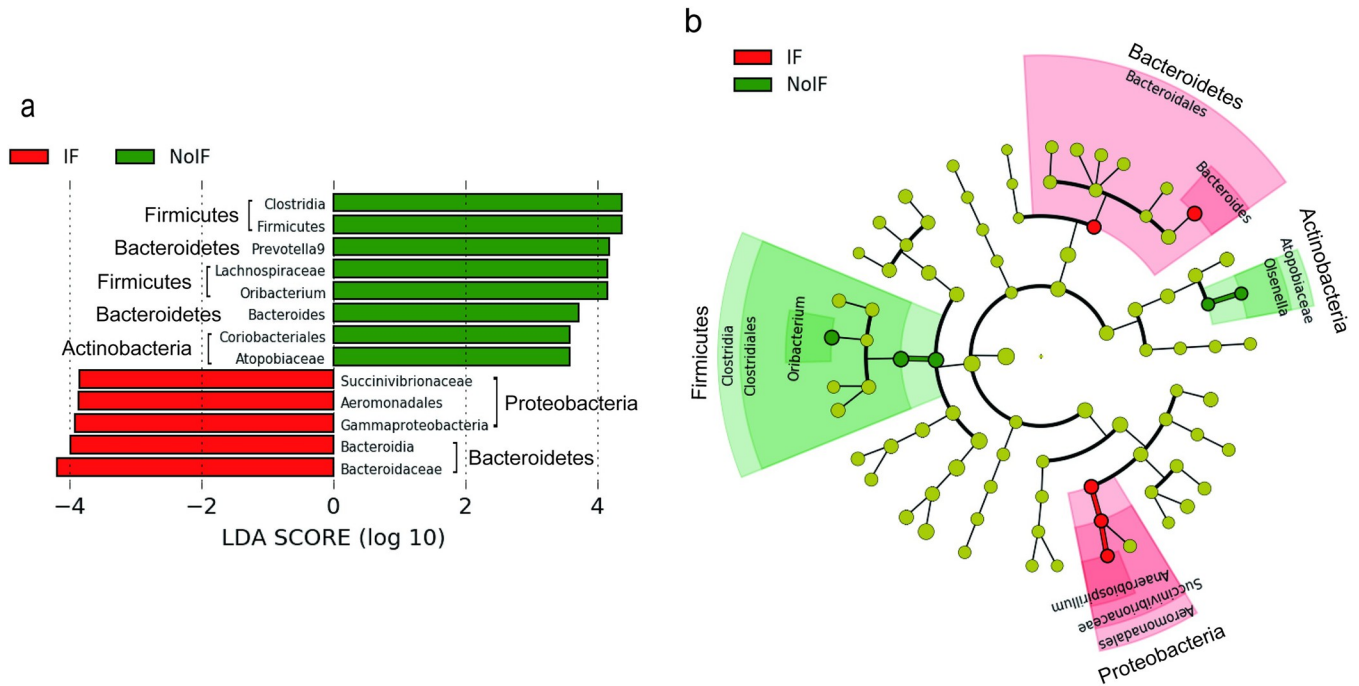 a
IF
NoIF
Firmicutes
Clostridia
Firmicutes
Bacteroidetes
Prevotella9
Firmicutes
Lachnospiraceae
Oribacterium
Bacteroidetes
Bacteroides
Actinobacteria
Coriobacteriales
Atopobiaceae
Succinivibrionaceae
Aeromonadales
Gammaproteobacteria
Proteobacteria
Bacteroidia
Bacteroidaceae
Bacteroidetes
−4
−2
0
2
4
LDA SCORE (log 10)
b
IF
NoIF
Bacteroidetes
Bacteroidales
Bacteroides
Actinobacteria
Atopobiaceae
Olsenella
Firmicutes
Clostridia
Clostridiales
Oribacterium
Anaerobiospirillum
Succinivibrionaceae
Aeromonadales
Proteobacteria